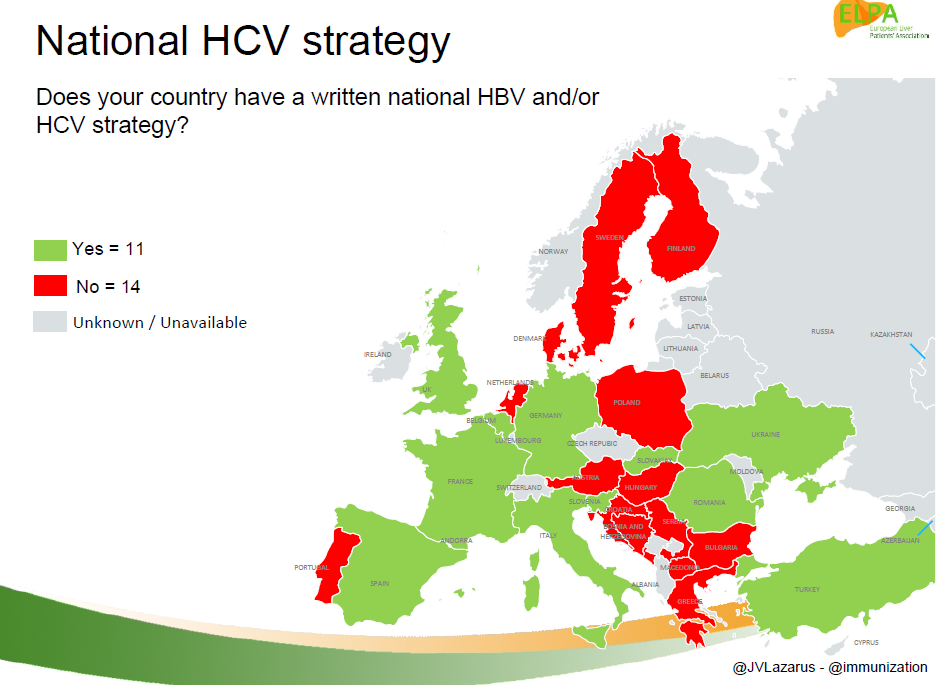 ELPA
European Liver
Patients' Association
National HCV strategy
Does your country have a written national HBV and/or
HCV strategy?
Yes = 11
No = 14
Unknown / Unavailable
SWEDEN
FINLAND
NORWAY
ESTONIA
RUSSIA
KAZAKHSTAN
LATVIA
DENMARK
LITHUANIA
IRELAND
BELARUS
NETHERLANDS
UK
POLAND
GERMANY
BELGIUM
UKRAINE
LUXEMBOURG
CZECH REPUBIC
SLOVAKIA
MOLDOVA
AUSTRIA
FRANCE
SWITZERLAND
HUNGARY
SLOVENIA
ROMANIA
CROATIA
GEORGIA
SERBIA
BOSNIA AND
HERZEBOVINA
ANDORRA
ITALY
AZERBAIJAN
BULGARIA
PORTUGAL
MACEDONIA
SPAIN
ALBANIA
TURKEY
GREECE
CYPRUS
@JVLazarus - @immunization